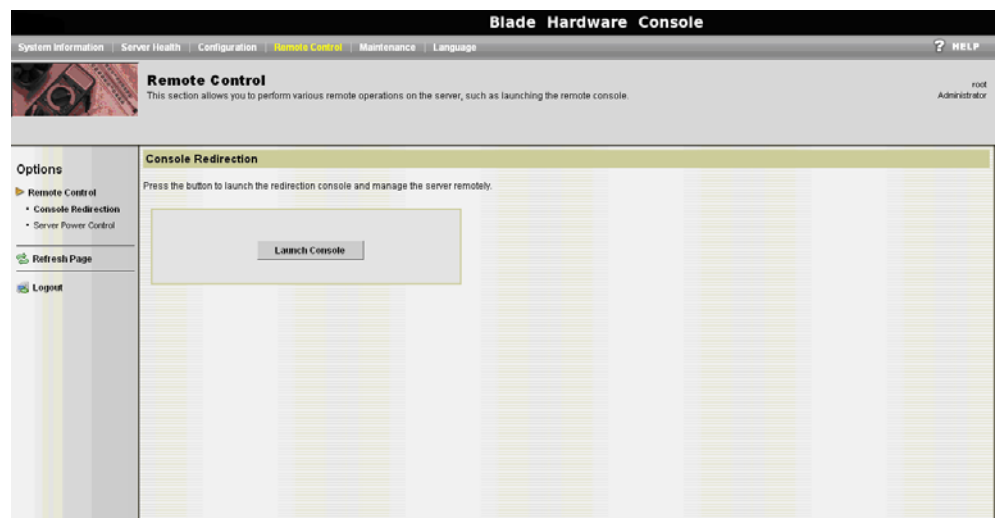 Blade Hardware Console
System Information | Server Health | Configuration | Remote Control | Maintenance | Language
? HELP
Remote Control
This section allows you to perform various remote operations on the server, such as launching the remote console.
root
Administrator
Options
Remote Control
• Console Redirection
• Server Power Control
Refresh Page
Logout
Console Redirection
Press the button to launch the redirection console and manage the server remotely.
Launch Console